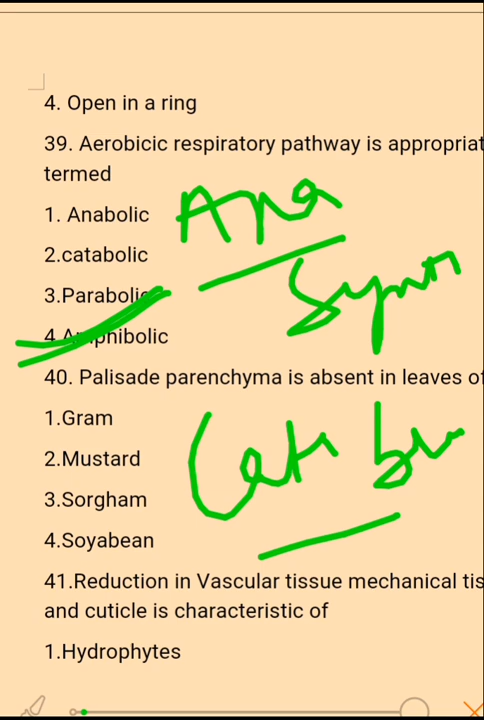 4. Open in a ring
39. Aerobicic respiratory pathway is appropriat
termed
1. Anabolic
2.catabolic
3.Parabolic
4.Amphibolic
40. Palisade parenchyma is absent in leaves of
1.Gram
2.Mustard
3.Sorgham
4.Soyabean
41.Reduction in Vascular tissue mechanical tis
and cuticle is characteristic of
1.Hydrophytes